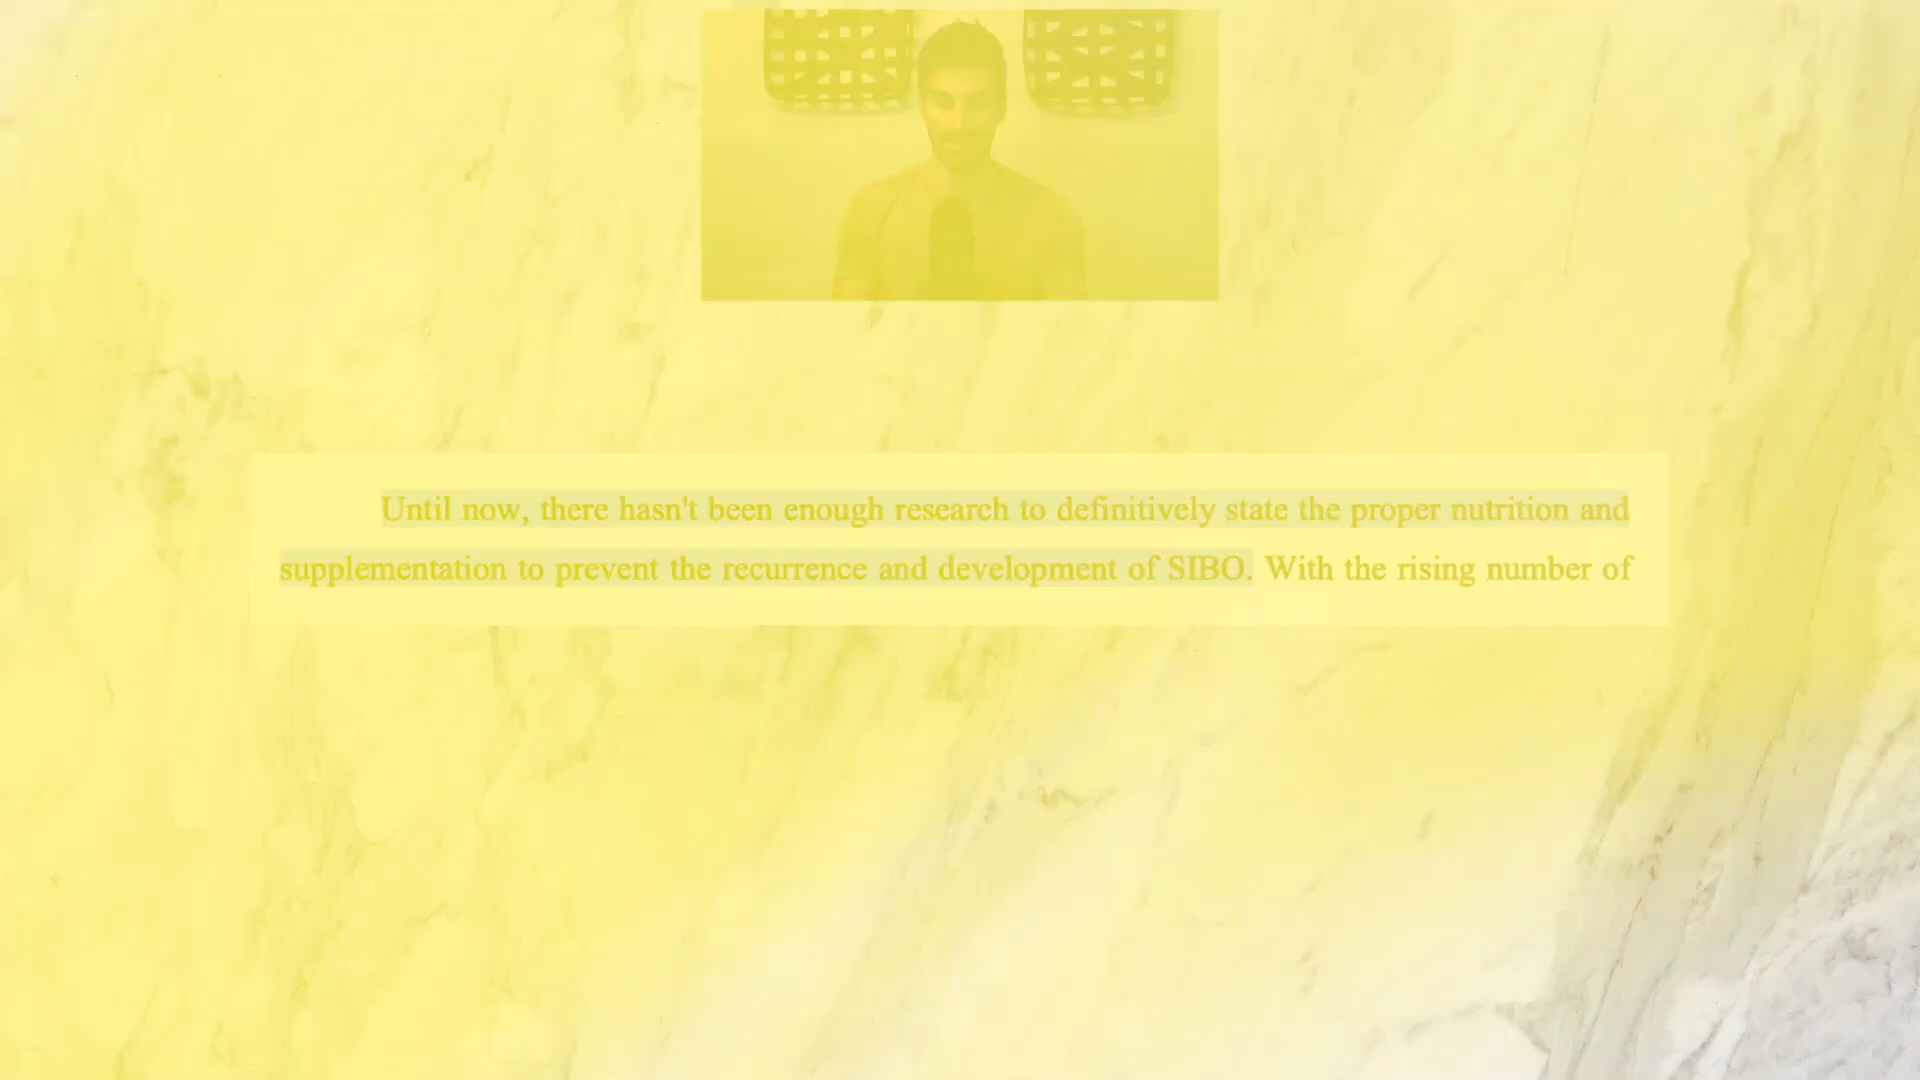 Until now, there hasn't been enough research to definitively state the proper nutrition and
supplementation to prevent the recurrence and development of SIBO. With the rising number of